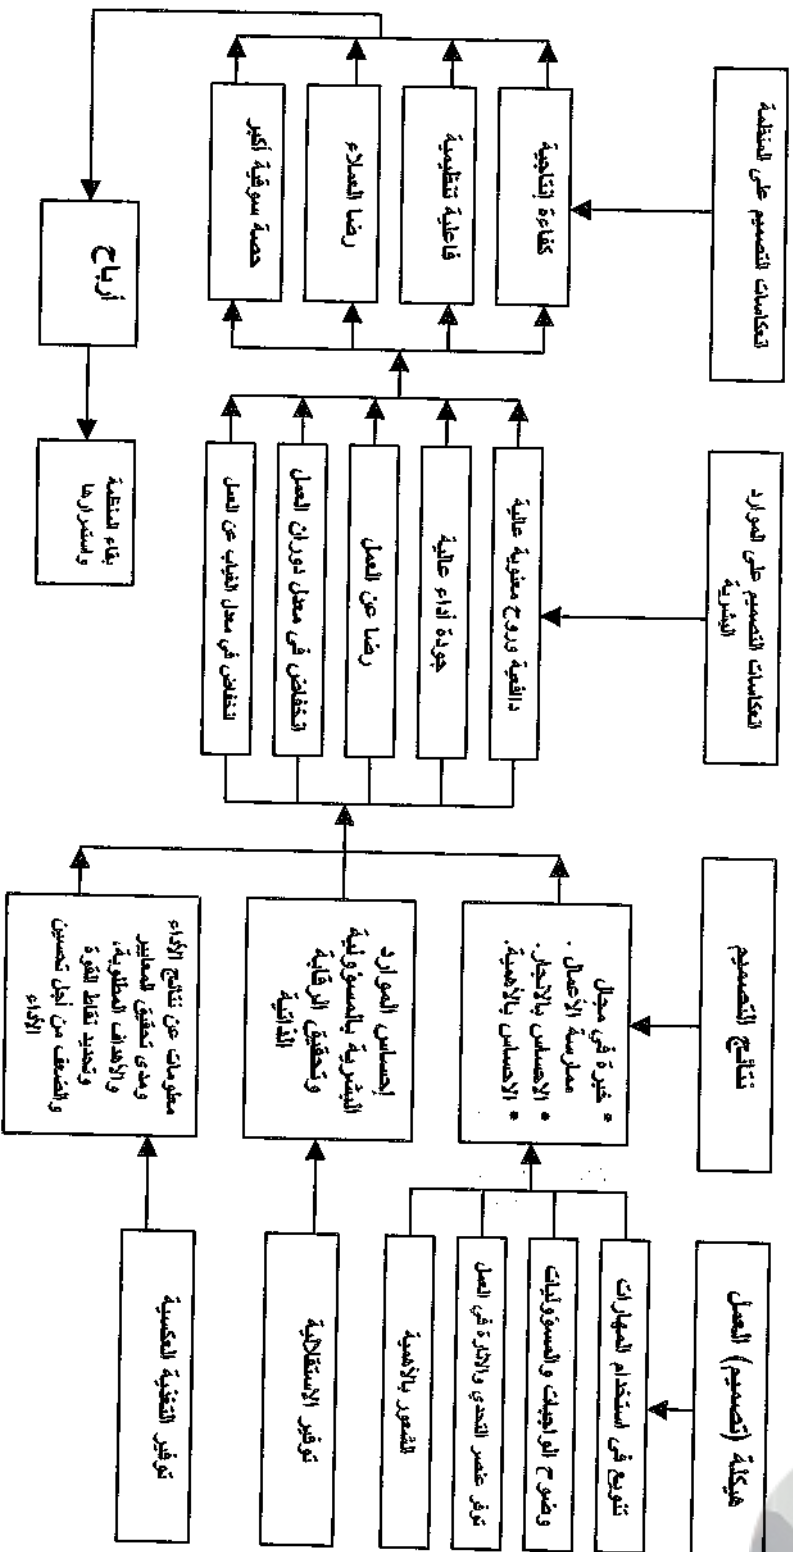 هيكلة (تصميم) العمل
تنويع في استخدام المهارات
وضوح الواجبات والمسؤوليات
توفر عنصر التحدي والاثارة في العمل
الشعور بالأهمية
توفير الاستقلالية
توفير التغذية العكسية
نتائج التصميم
* خبرة في مجال
ممارسة الأعمال .
* الاحساس بالانجاز.
* الاحساس بالأهمية.
إحساس الموارد
البشرية بالمسؤولية
وتحقيق الرقابة
الذاتية
معلومات عن نتائج الأداء
ومدى تحقيق المعايير
والأهداف المطلوبة،
وتحديد نقاط القوة
والضعف من أجل تحسين
الأداء
انعكاسات التصميم على الموارد
البشرية
دافعية وروح معنوية عالية
جودة أداء عالية
رضا عن العمل
انخفاض في معدل دوران العمل
انخفاض في معدل الغياب عن العمل
انعكاسات التصميم على المنظمة
كفاءة إنتاجية
فاعلية تنظيمية
رضا العملاء
حصة سوقية أكبر
أرباح
بقاء المنظمة
واستمرارها